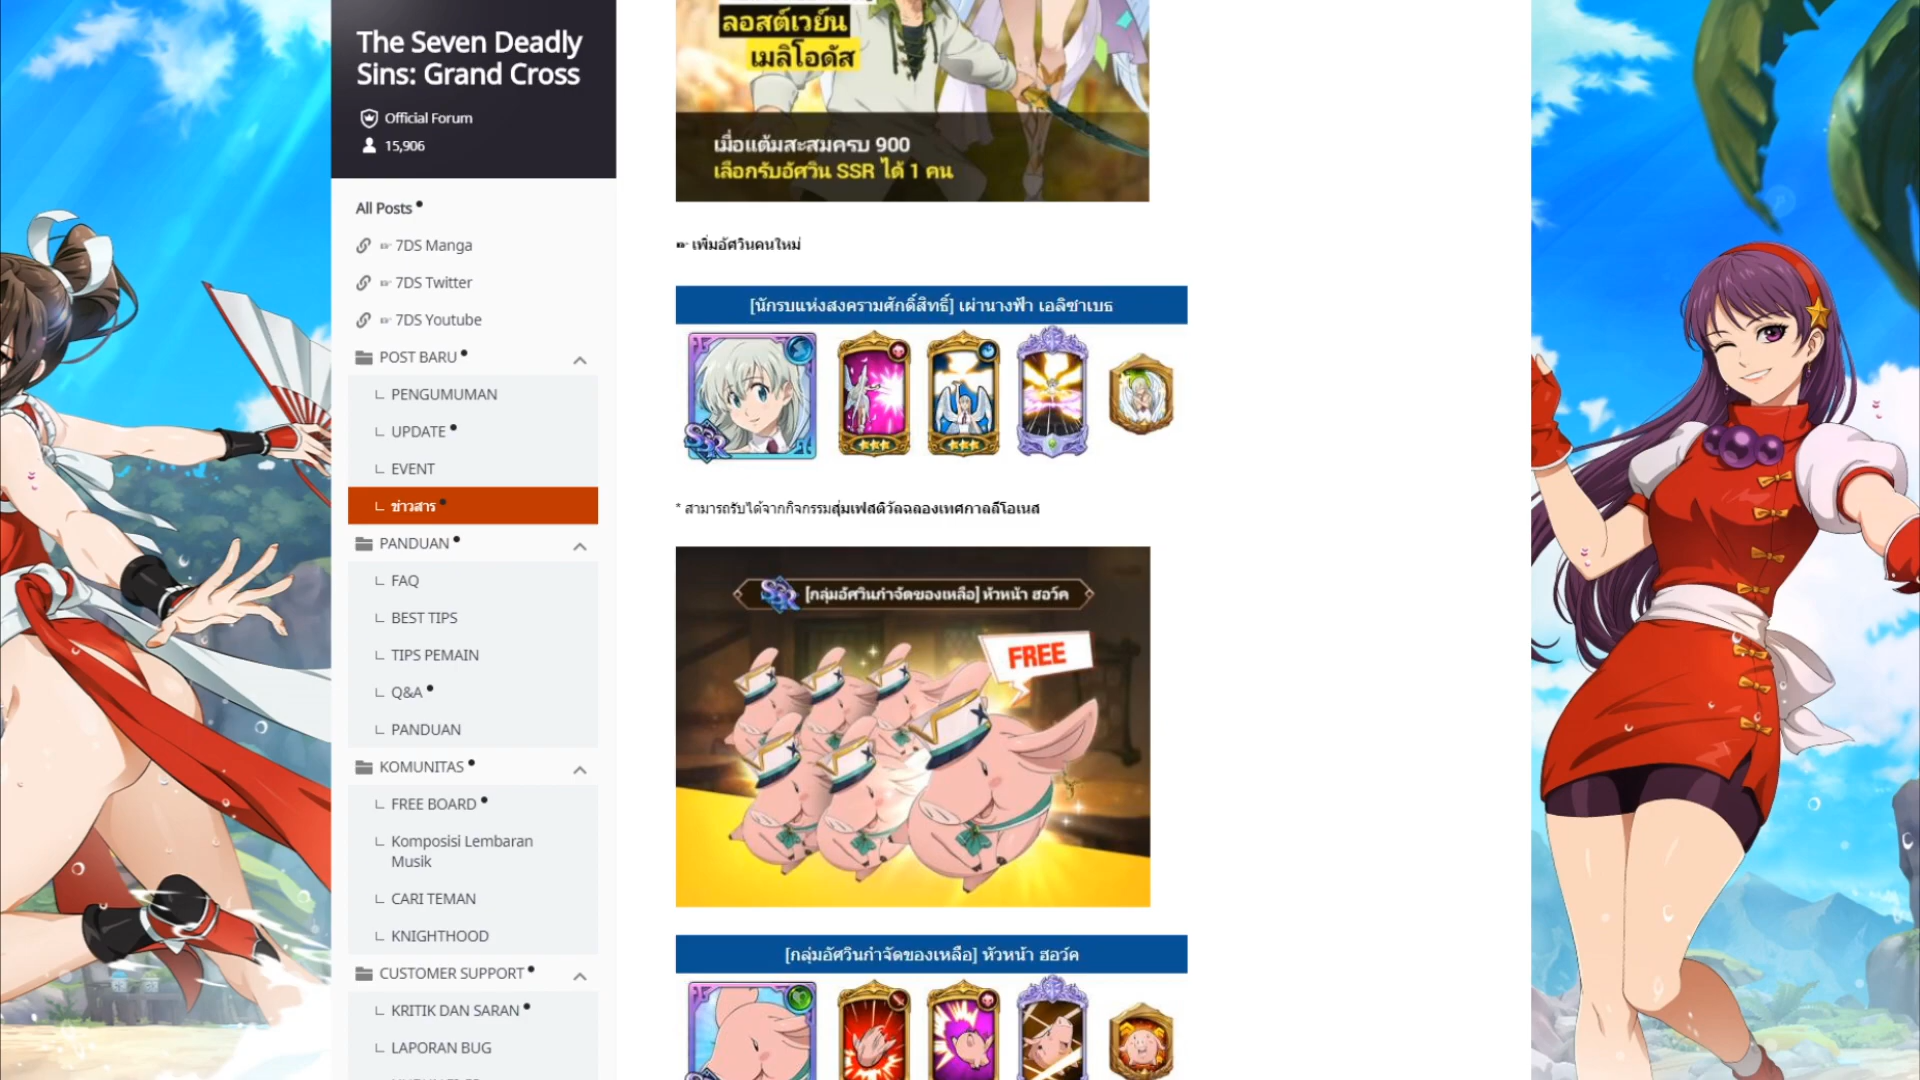 The Seven Deadly
Sins: Grand Cross
Official Forum
15,906
All Posts
7DS Manga
7DS Twitter
7DS Youtube
POST BARU
PENGUMUMAN
UPDATE
EVENT
ข่าวสาร
PANDUAN
FAQ
BEST TIPS
TIPS PEMAIN
Q&A
PANDUAN
KOMUNITAS
FREE BOARD
Komposisi Lembaran
Musik
CARI TEMAN
KNIGHTHOOD
CUSTOMER SUPPORT
KRITIK DAN SARAN
LAPORAN BUG
ลอสต์เวย์น
เมลิโอดัส
เมื่อแต้มสะสมครบ 900
เลือกรับอัศวิน SSR ได้ 1 คน
เพิ่มอัศวินคนใหม่
[นักรบแห่งสงครามศักดิ์สิทธิ์] เผ่านางฟ้า เอลิซาเบธ
SSR
* สามารถรับได้จากกิจกรรมสุ่มเฟสติวัลฉลองเทศกาลลีโอเนส
SSR [กลุ่มอัศวินกำจัดของเหลือ] หัวหน้า ฮอว์ค
FREE
[กลุ่มอัศวินกำจัดของเหลือ] หัวหน้า ฮอว์ค